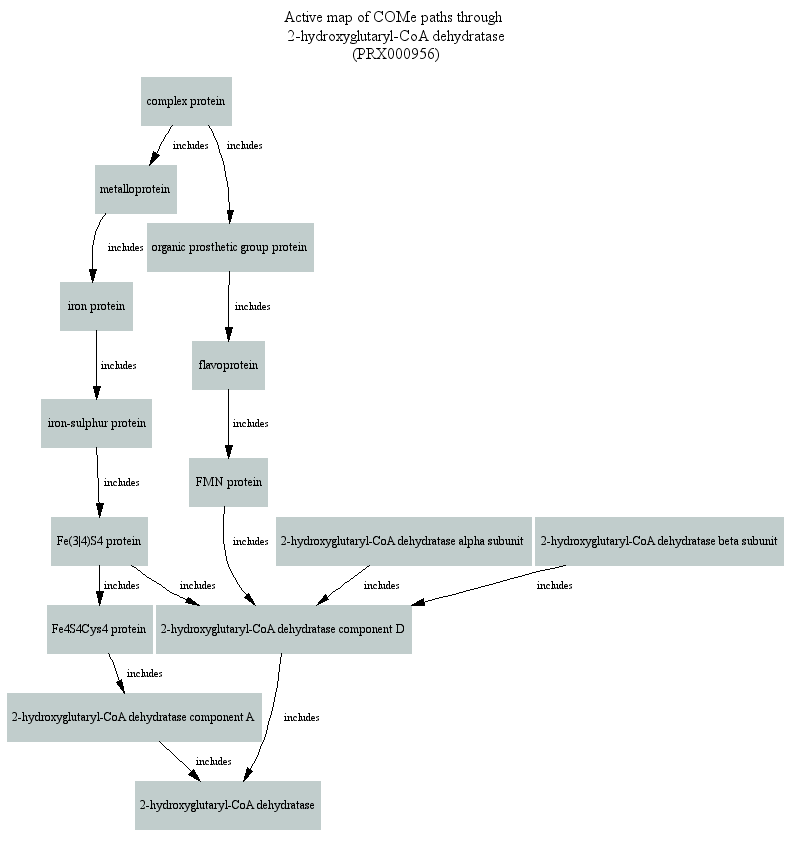 Active map of COMe paths through
2-hydroxyglutaryl-CoA dehydratase
(PRX000956)
complex protein
includes
includes
metalloprotein
includes
organic prosthetic group protein
iron protein
includes
includes
flavoprotein
iron-sulphur protein
includes
includes
FMN protein
Fe(3|4)S4 protein
includes
2-hydroxyglutaryl-CoA dehydratase alpha subunit
2-hydroxyglutaryl-CoA dehydratase beta subunit
includes
includes
includes
includes
Fe4S4Cys4 protein
2-hydroxyglutaryl-CoA dehydratase component D
includes
2-hydroxyglutaryl-CoA dehydratase component A
includes
includes
2-hydroxyglutaryl-CoA dehydratase